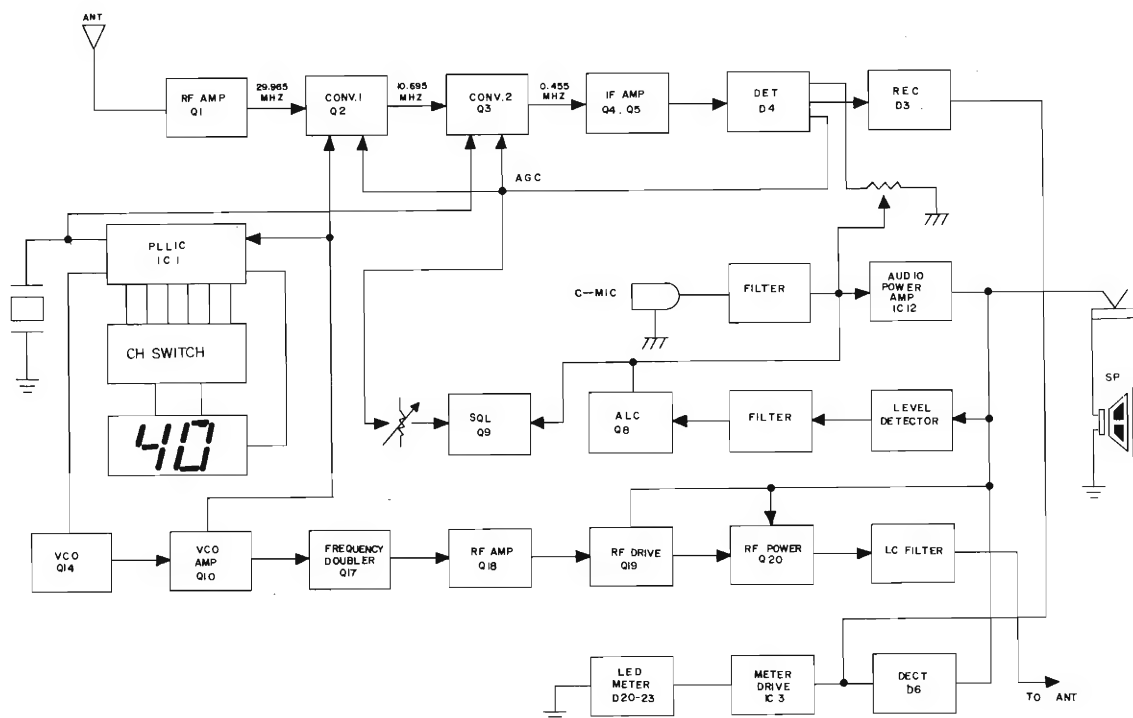 ANT
RF AMP
Q1
29.965
MHZ
CONV.1
Q2
10.695
MHZ
CONV.2
Q3
0.455
MHZ
IF AMP
Q4, Q5
DET
D4
REC
D3
AGC
PLLIC
IC1
CH SWITCH
40
C-MIC
FILTER
AUDIO
POWER
AMP
IC12
SP
SQL
Q9
ALC
Q8
FILTER
LEVEL
DETECTOR
VCO
Q14
VCO
AMP
Q10
FREQUENCY
DOUBLER
Q17
RF AMP
Q18
RF DRIVE
Q19
RF POWER
Q20
LC FILTER
LED
METER
D20-23
METER
DRIVE
IC 3
DECT
D6
TO ANT